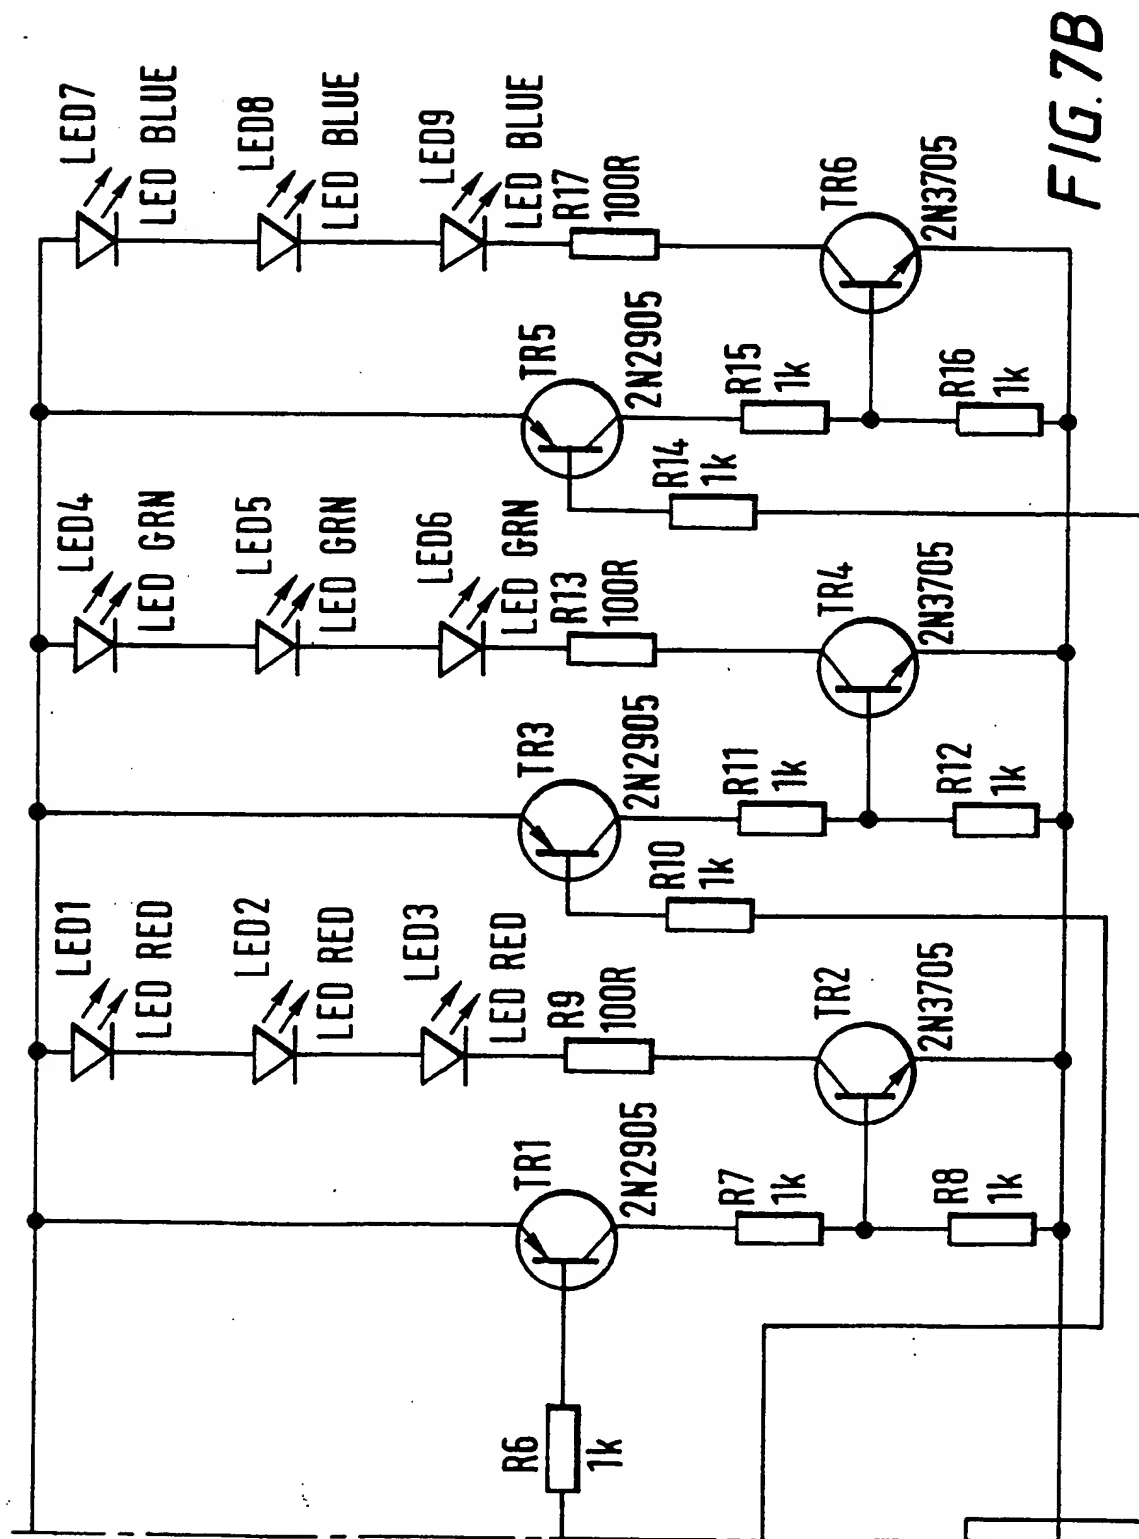 LED7
LED BLUE
LED8
LED BLUE
LED9
LED BLUE
R17
100R
TR6
2N3705
TR5
2N2905
R15
1k
R16
1k
R14
1k
LED4
LED GRN
LED5
LED GRN
LED6
LED GRN
R13
100R
TR4
2N3705
TR3
2N2905
R11
1k
R12
1k
R10
1k
LED1
LED RED
LED2
LED RED
LED3
LED RED
R9
100R
TR2
2N3705
TR1
2N2905
R7
1k
R8
1k
R6
1k
FIG. 7B